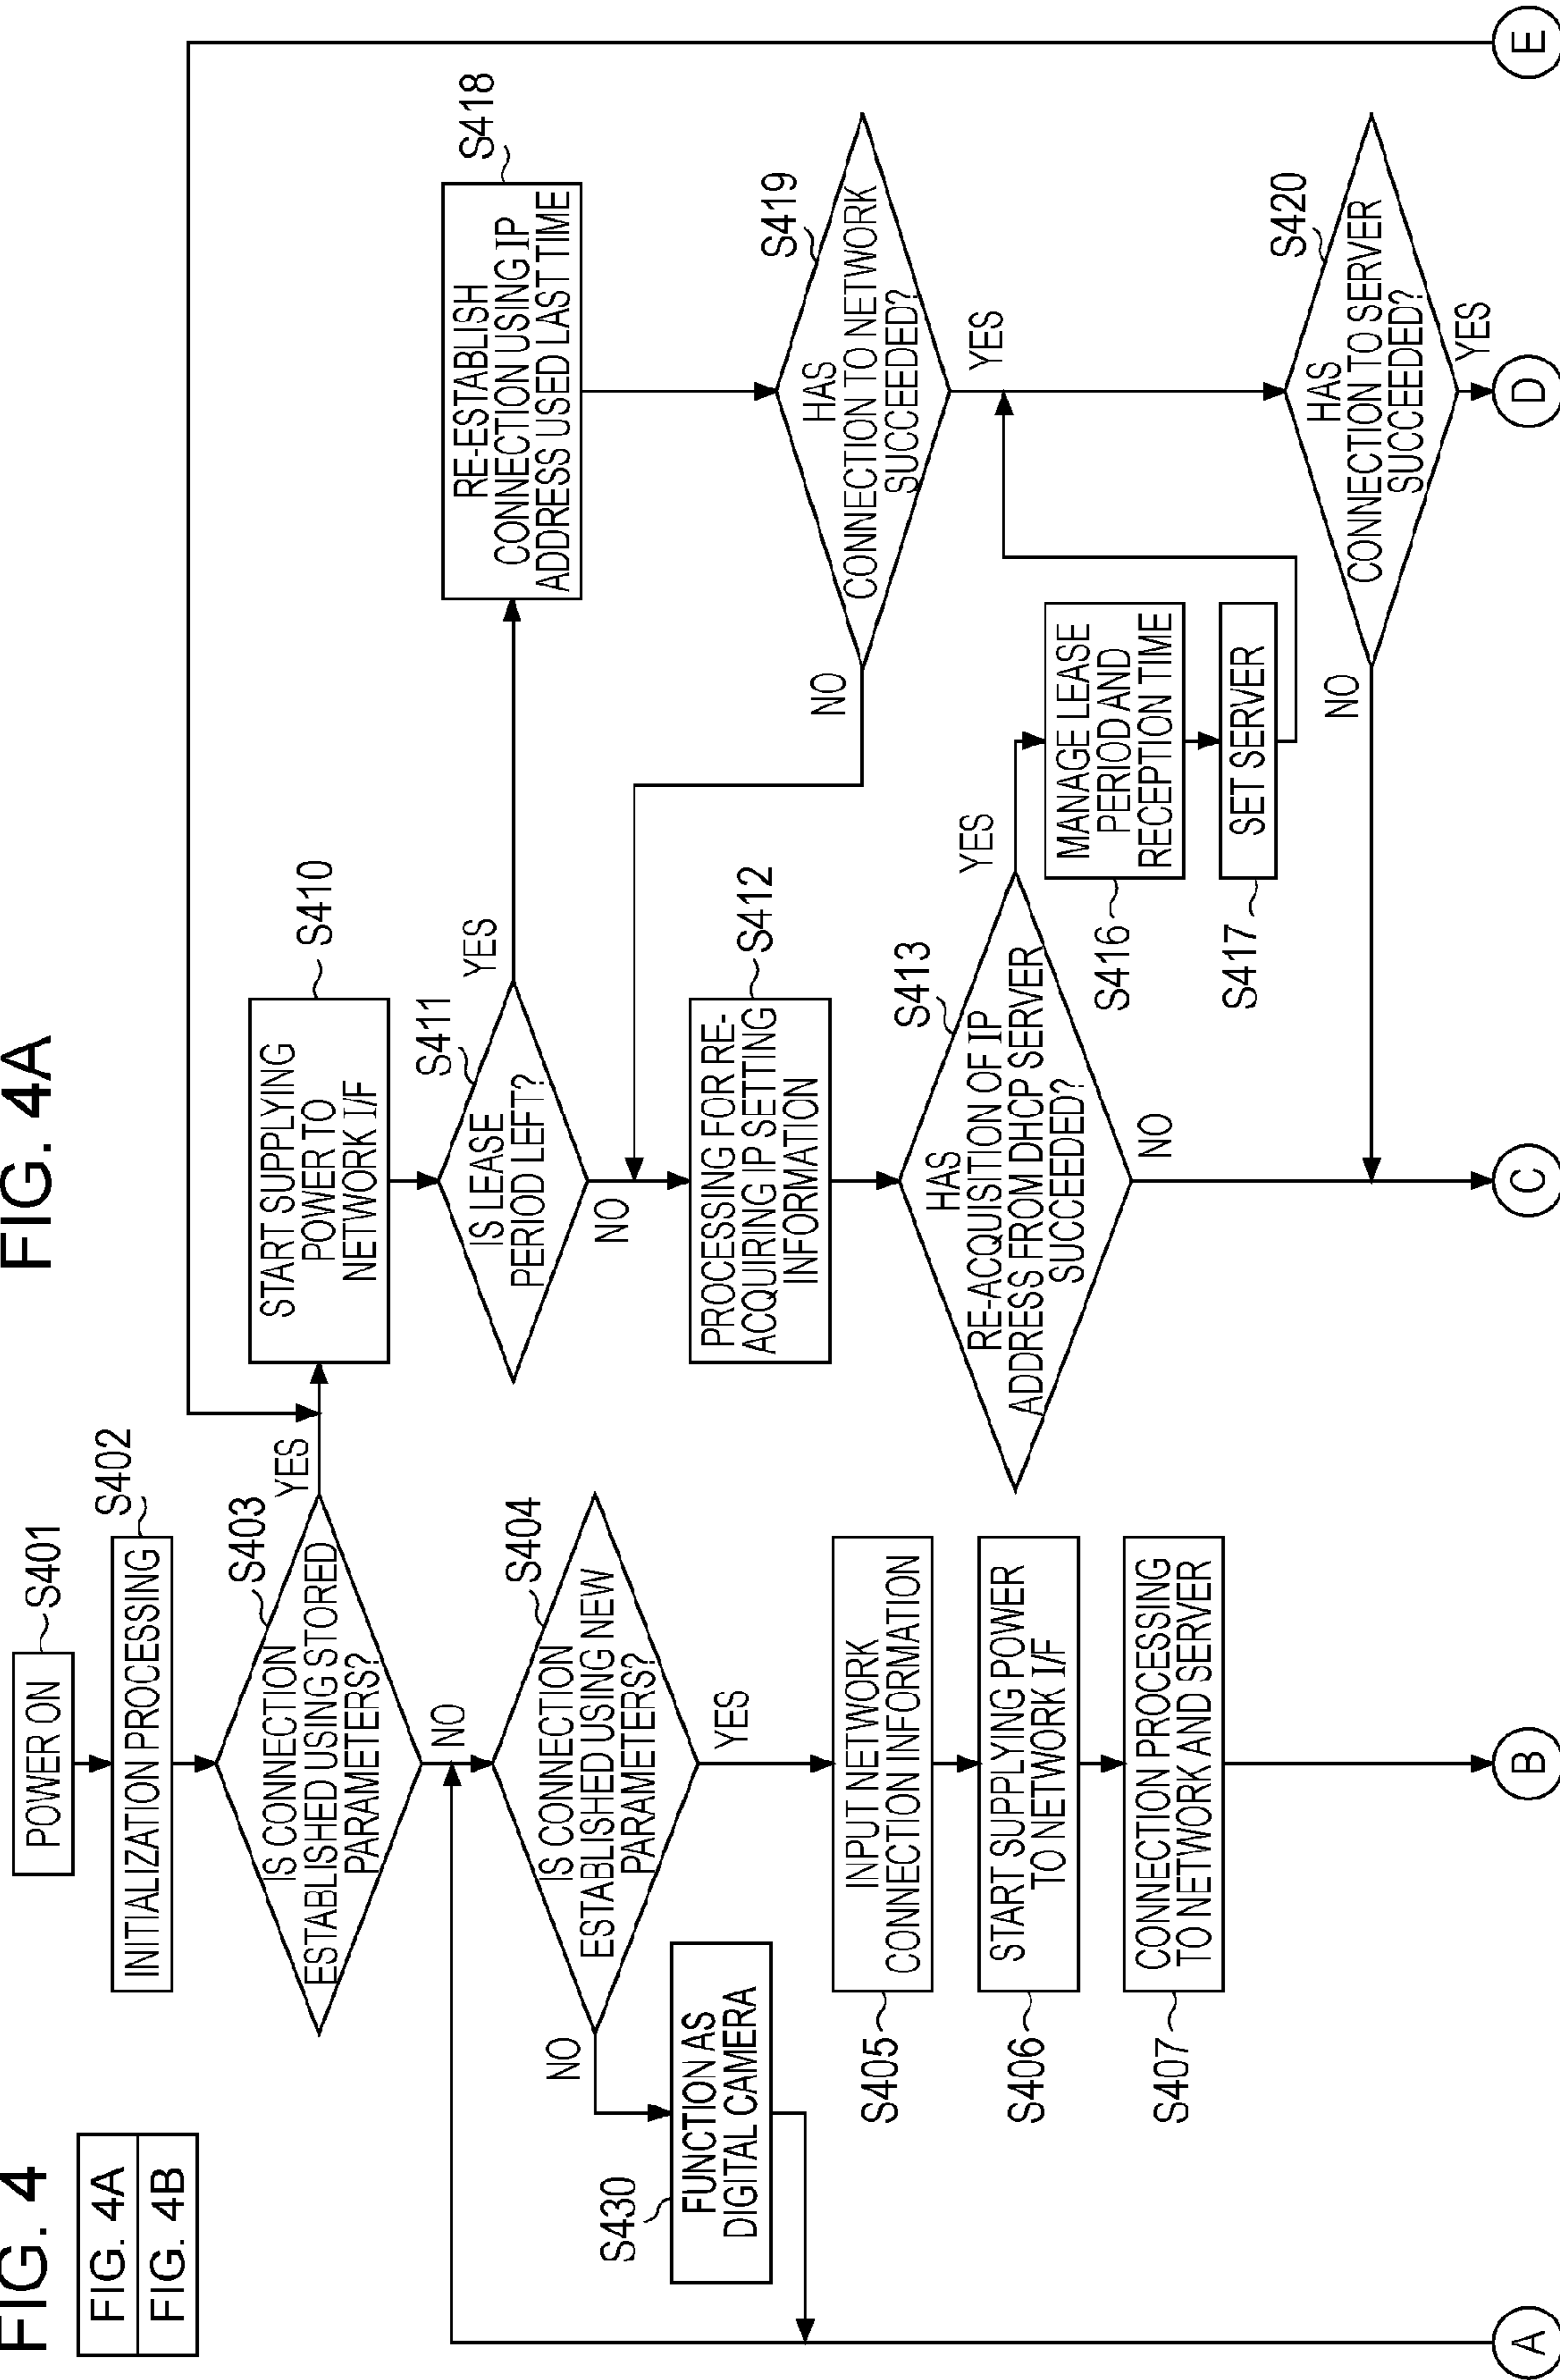 FIG. 4
FIG. 4A
FIG. 4B
FIG. 4A
POWER ON
S401
INITIALIZATION PROCESSING
S402
IS CONNECTION
ESTABLISHED USING STORED
PARAMETERS?
S403
YES
NO
IS CONNECTION
ESTABLISHED USING NEW
PARAMETERS?
S404
NO
YES
FUNCTION AS
DIGITAL CAMERA
S430
INPUT NETWORK
CONNECTION INFORMATION
S405
START SUPPLYING POWER
TO NETWORK I/F
S406
CONNECTION PROCESSING
TO NETWORK AND SERVER
S407
START SUPPLYING
POWER TO
NETWORK I/F
S410
IS LEASE
PERIOD LEFT?
S411
YES
NO
PROCESSING FOR RE-
ACQUIRING IP SETTING
INFORMATION
S412
HAS
RE-ACQUISITION OF IP
ADDRESS FROM DHCP SERVER
SUCCEEDED?
S413
YES
NO
MANAGE LEASE
PERIOD AND
RECEPTION TIME
S416
SET SERVER
S417
RE-ESTABLISH
CONNECTION USING IP
ADDRESS USED LAST TIME
S418
HAS
CONNECTION TO NETWORK
SUCCEEDED?
S419
NO
YES
HAS
CONNECTION TO SERVER
SUCCEEDED?
S420
NO
YES
A
B
C
D
E